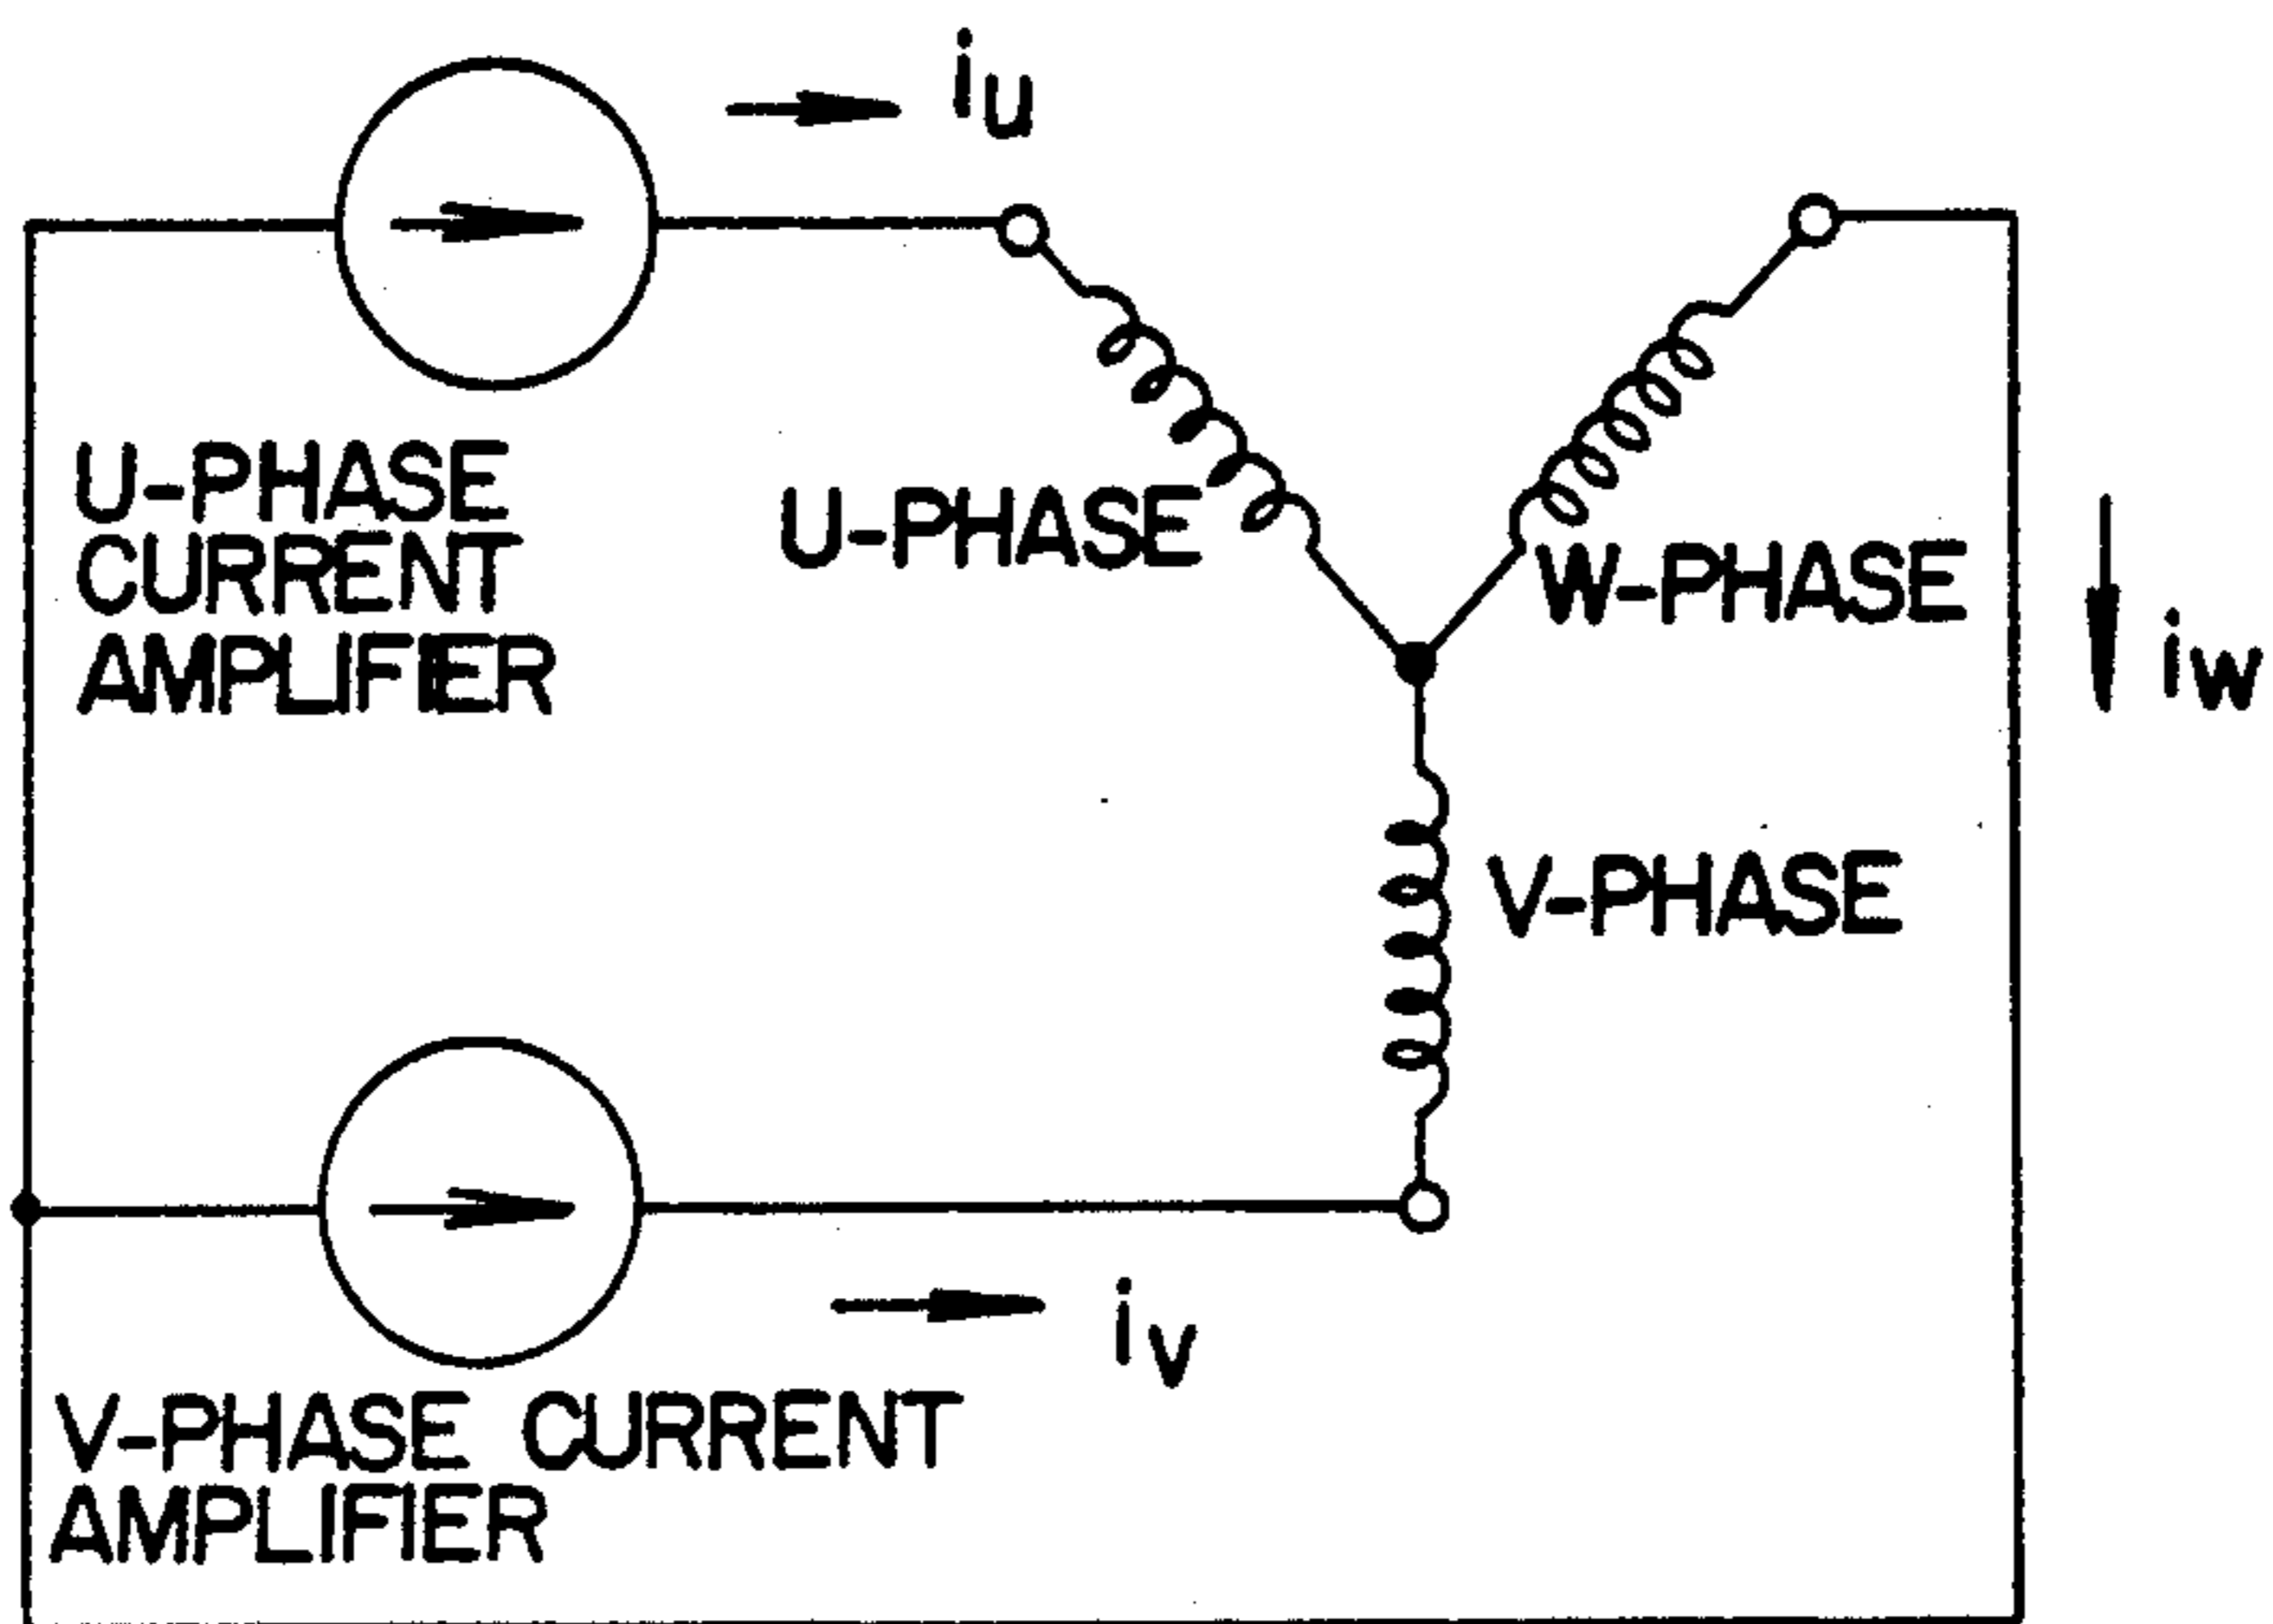 iU
U-PHASE
CURRENT
AMPLIFIER
U-PHASE
W-PHASE
iW
V-PHASE
iV
V-PHASE CURRENT
AMPLIFIER